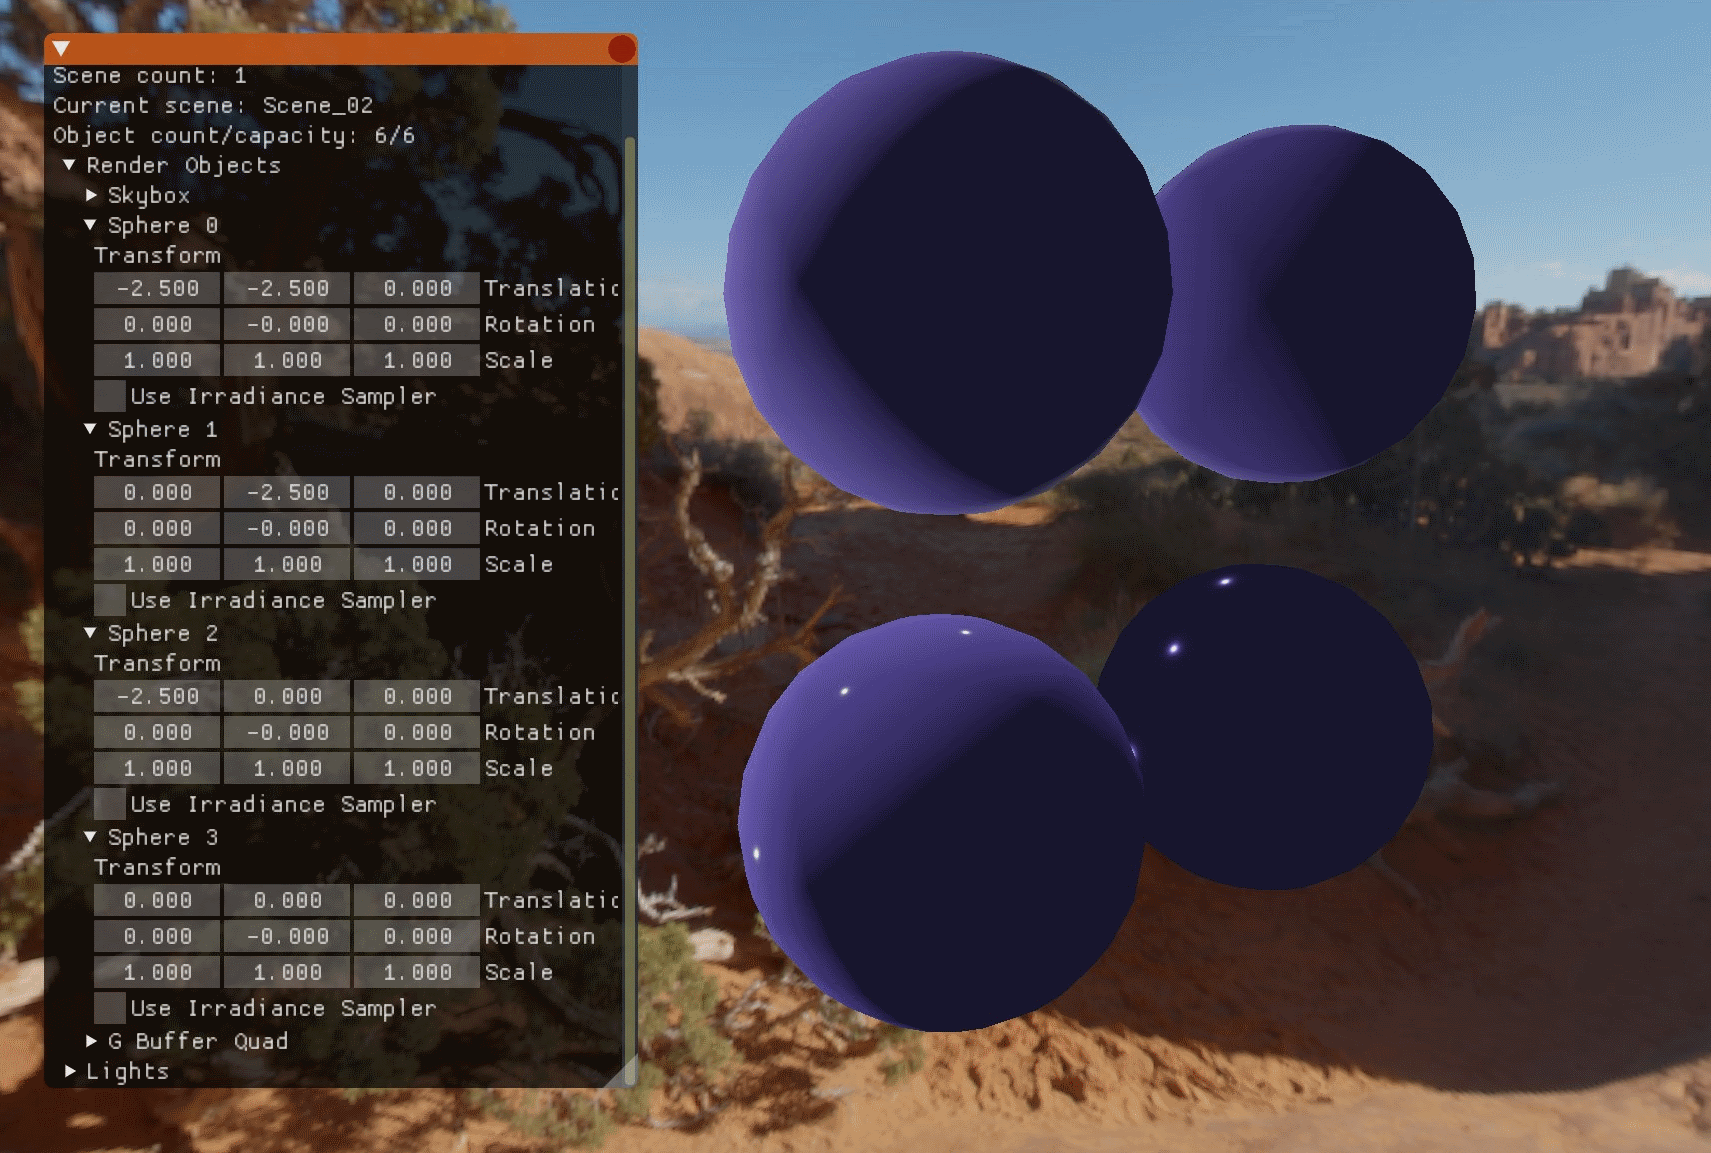 Scene count: 1
Current scene: Scene_02
Object count/capacity: 6/6
Render Objects
Skybox
Sphere 0
Transform
-2.500 -2.500 0.000 Translatic
0.000 -0.000 0.000 Rotation
1.000 1.000 1.000 Scale
Use Irradiance Sampler
Sphere 1
Transform
0.000 -2.500 0.000 Translatic
0.000 -0.000 0.000 Rotation
1.000 1.000 1.000 Scale
Use Irradiance Sampler
Sphere 2
Transform
-2.500 0.000 0.000 Translatic
0.000 -0.000 0.000 Rotation
1.000 1.000 1.000 Scale
Use Irradiance Sampler
Sphere 3
Transform
0.000 0.000 0.000 Translatic
0.000 -0.000 0.000 Rotation
1.000 1.000 1.000 Scale
Use Irradiance Sampler
G Buffer Quad
Lights